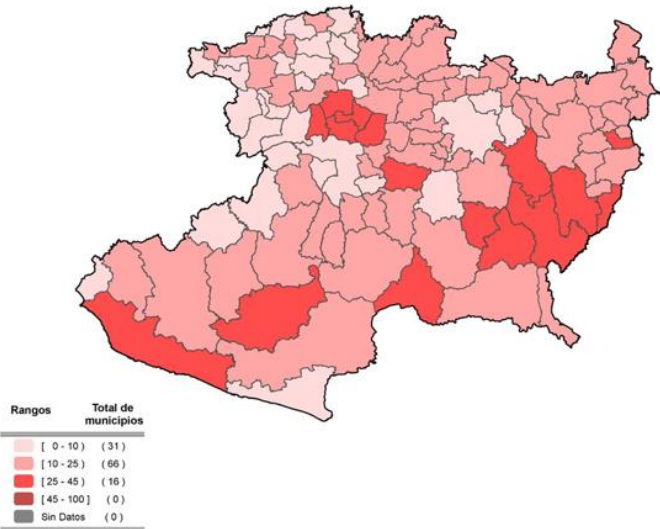 Rangos Total de municipios
[ 0 - 10 ) ( 31 )
[ 10 - 25 ) ( 66 )
[ 25 - 45 ) ( 16 )
[ 45 - 100 ] ( 0 )
Sin Datos ( 0 )